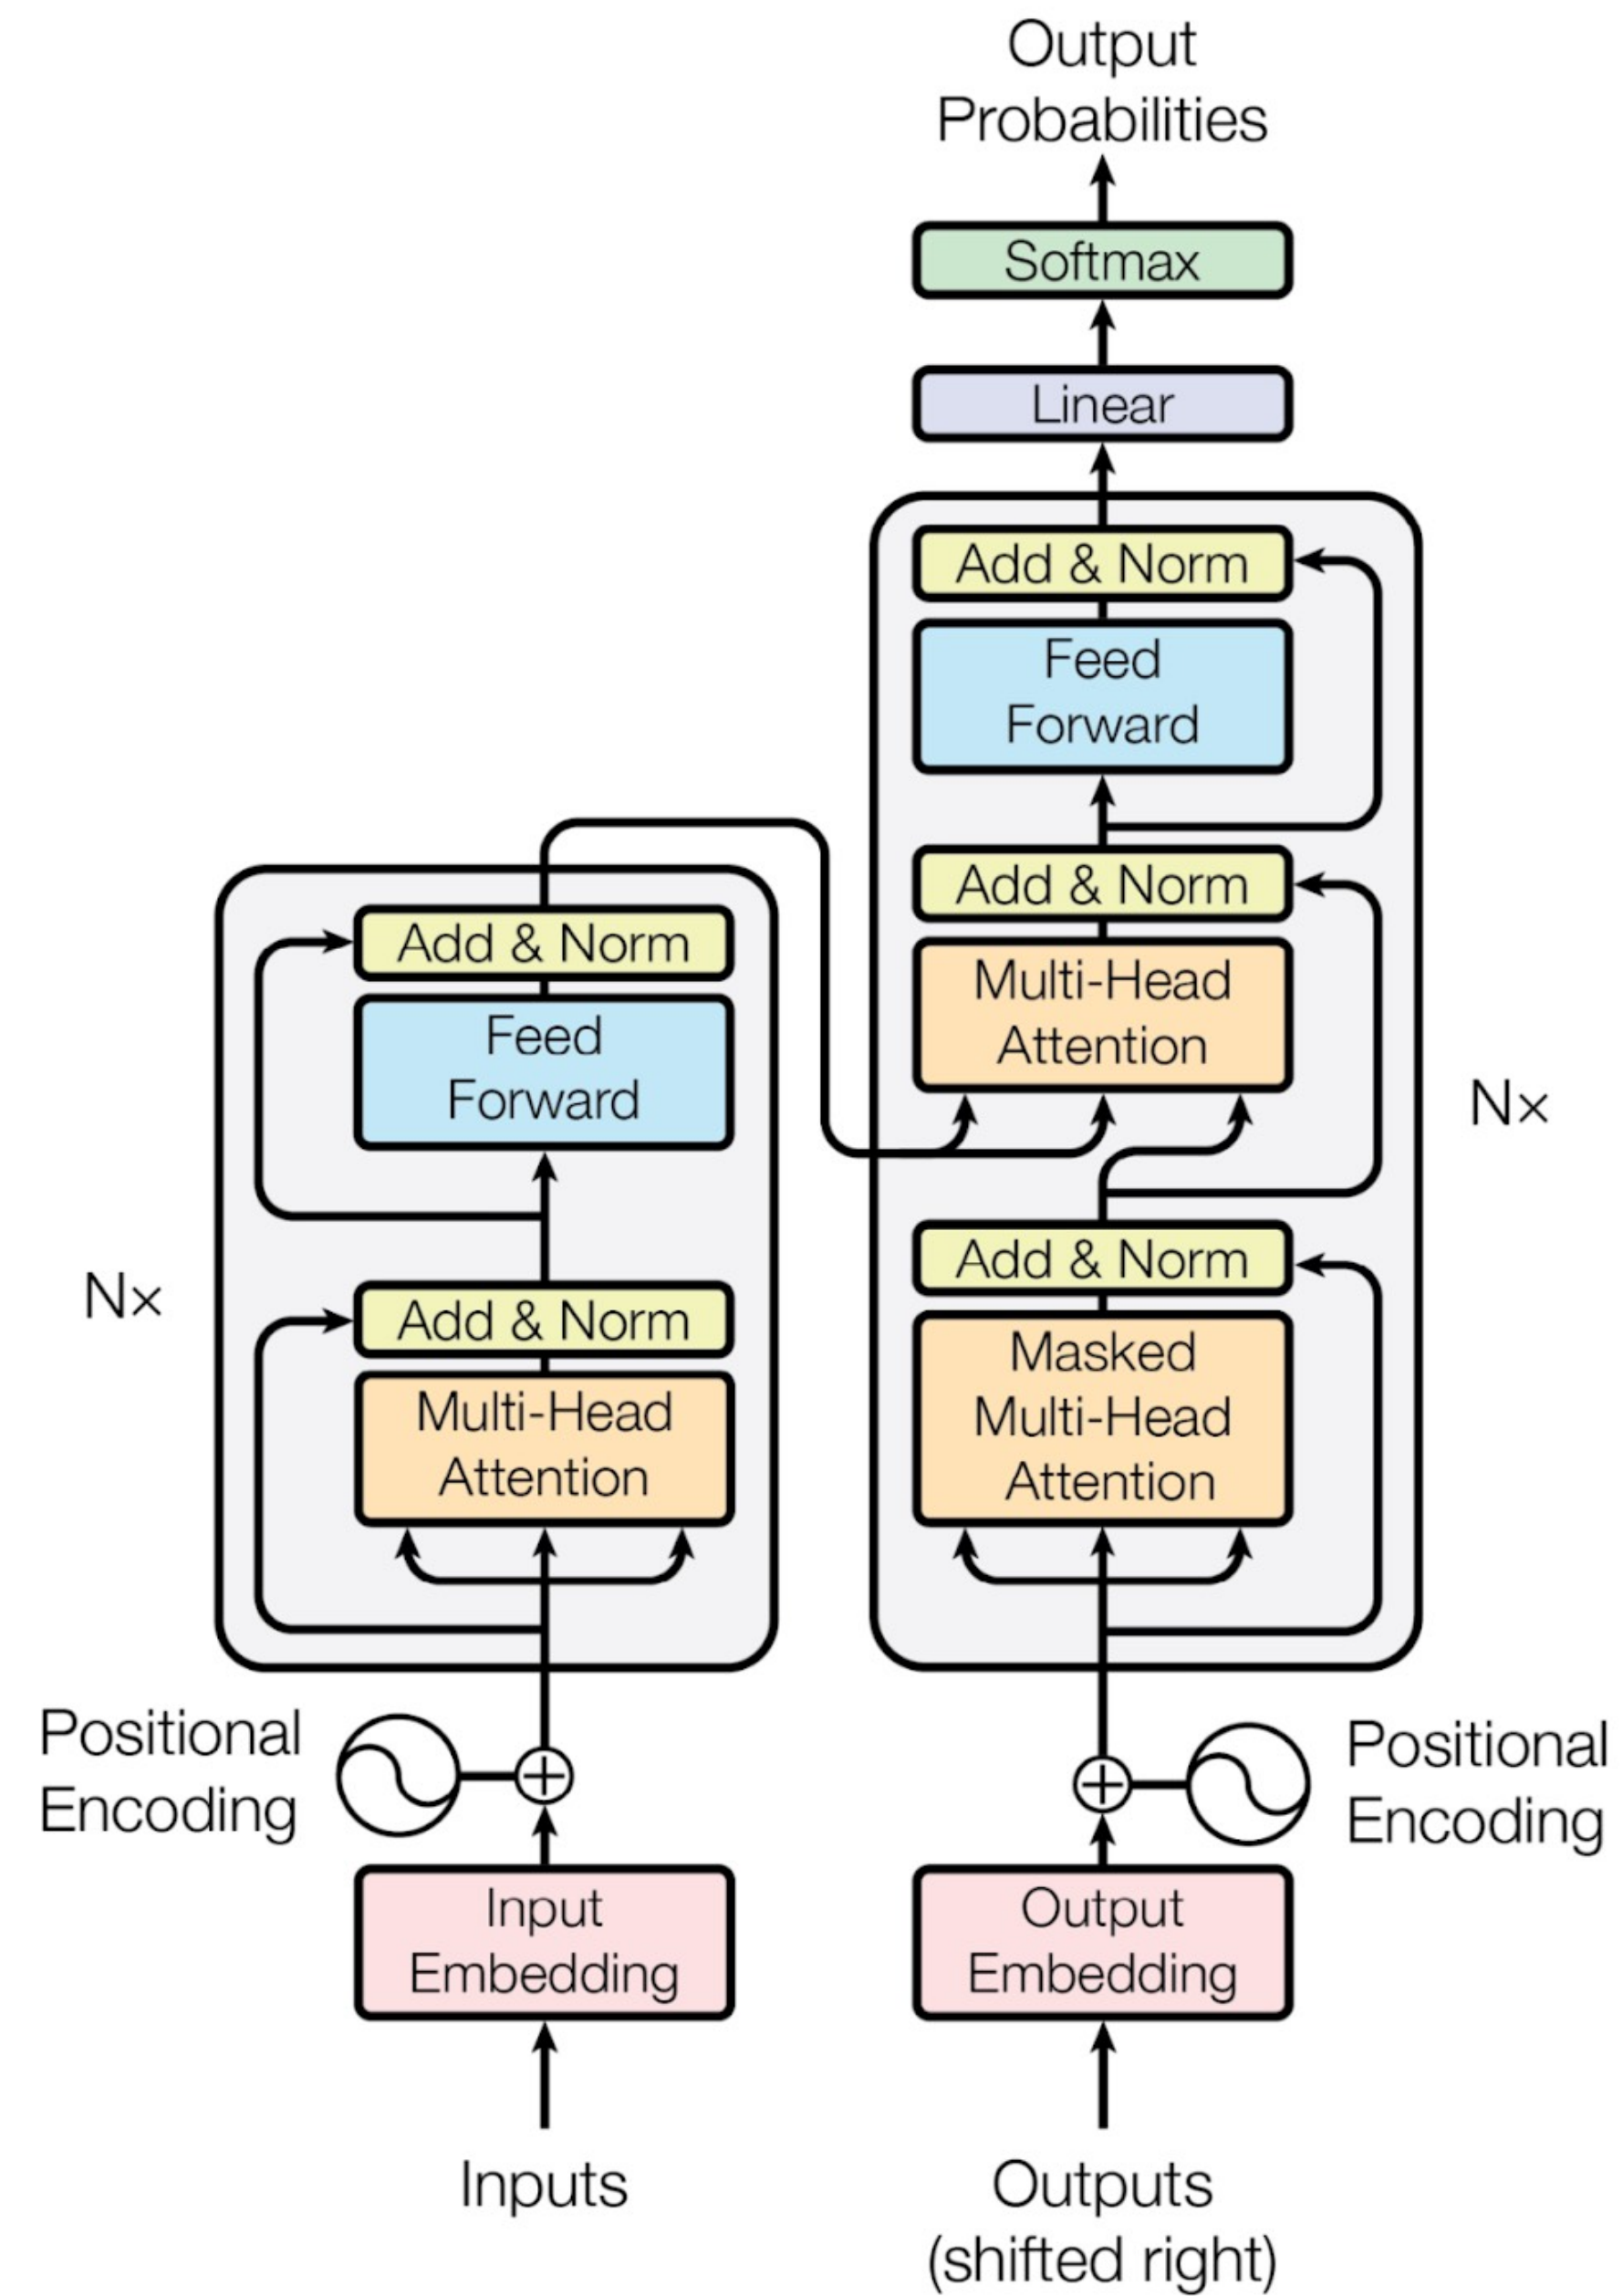 Output
Probabilities
Softmax
Linear
Add & Norm
Feed
Forward
Add & Norm
Multi-Head
Attention
Add & Norm
Masked
Multi-Head
Attention
N×
Add & Norm
Feed
Forward
Add & Norm
Multi-Head
Attention
N×
Positional
Encoding
Positional
Encoding
Input
Embedding
Output
Embedding
Inputs
Outputs
(shifted right)